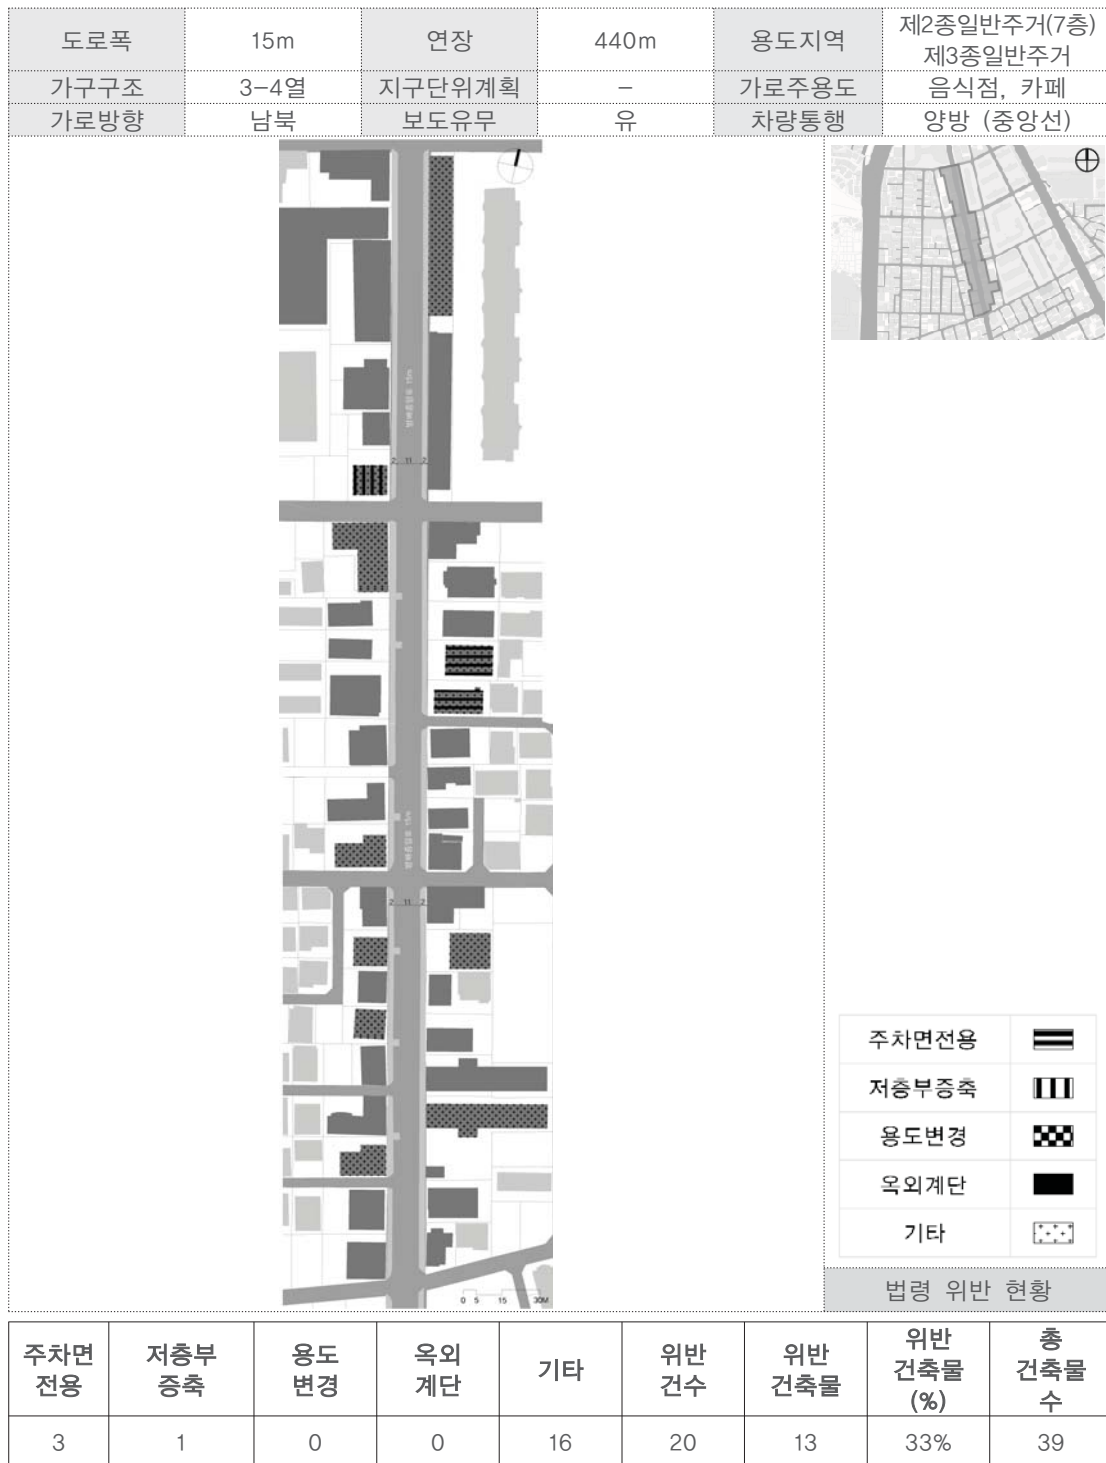 도로폭 15m 연장 440m 용도지역 제2종일반주거(7층)
제3종일반주거
가구구조 3-4열 지구단위계획 - 가로주용도 음식점, 카페
가로방향 남북 보도유무 유 차량통행 양방 (중앙선)
2 11 2
2 11 2
0 5 15 30M
주차면전용
저층부증축
용도변경
옥외계단
기타
법령 위반 현황
주차면 전용 저층부 증축 용도 변경 옥외 계단 기타 위반 건수 위반 건축물 위반 건축물 (%) 총 건축물 수
3 1 0 0 16 20 13 33% 39